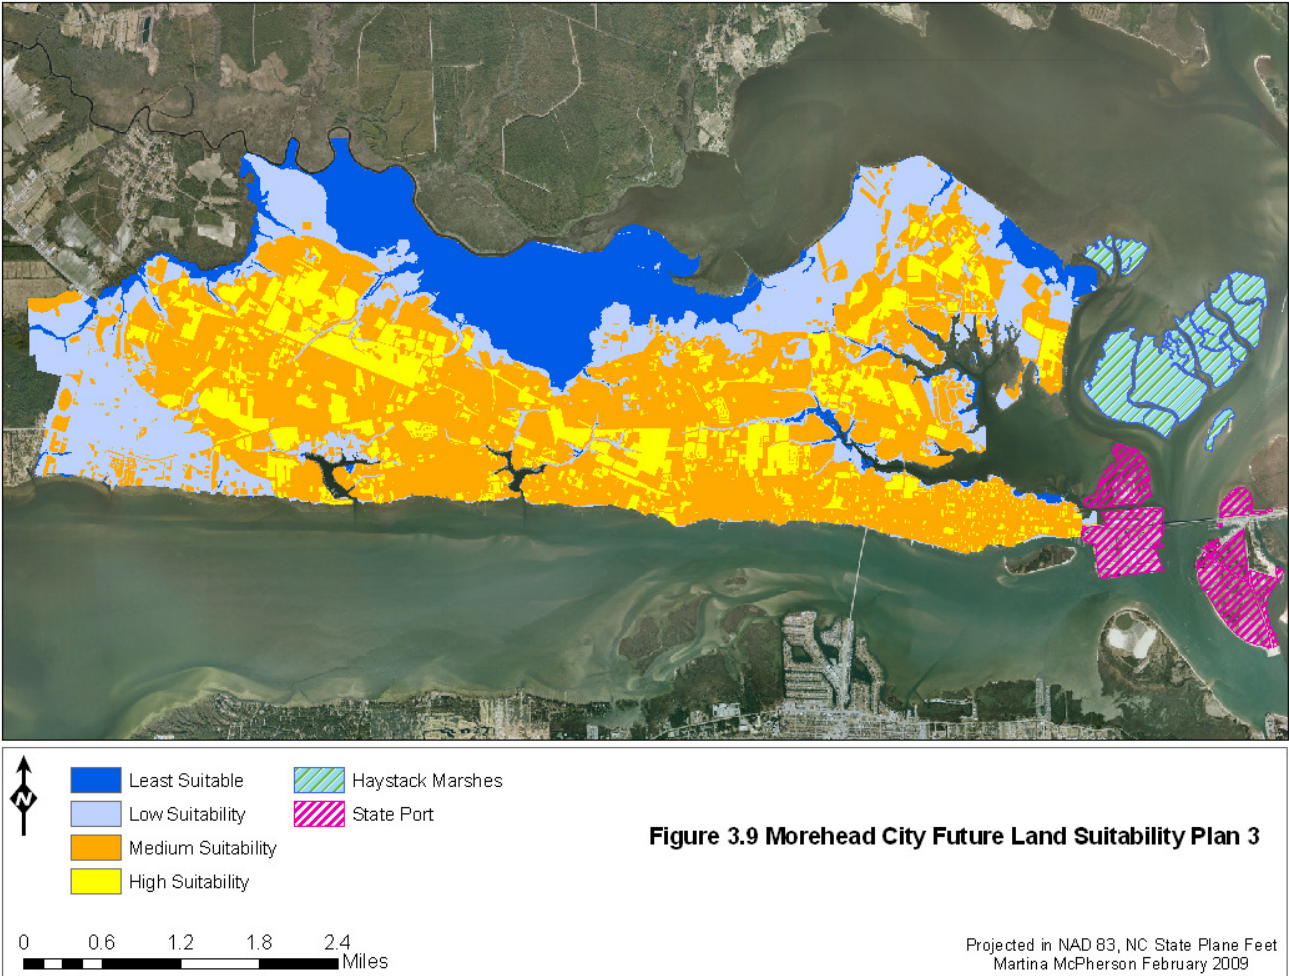 N
Least Suitable
Low Suitability
Medium Suitability
High Suitability
Haystack Marshes
State Port
Figure 3.9 Morehead City Future Land Suitability Plan 3
0 0.6 1.2 1.8 2.4
Miles
Projected in NAD 83, NC State Plane Feet
Martina McPherson February 2009